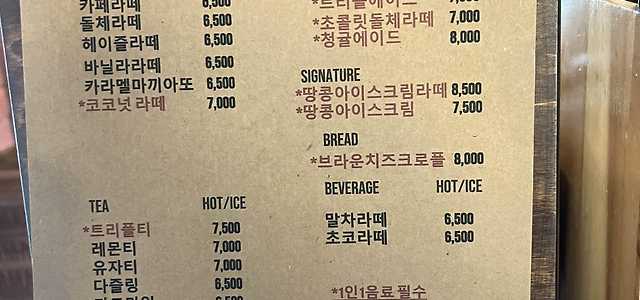 카페라떼 6,500
돌체라떼 6,500
헤이즐라떼 6,500
바닐라라떼 6,500
카라멜마끼아또 6,500
*코코넛 라떼 7,000
TEA HOT/ICE
*트리플티 7,500
레몬티 7,000
유자티 7,000
다즐링 6,500
*초콜릿돌체라떼 7,000
*청귤에이드 8,000
SIGNATURE
*땅콩아이스크림라떼 8,500
*땅콩아이스크림 7,500
BREAD
*브라운치즈크로플 8,000
BEVERAGE HOT/ICE
말차라떼 6,500
초코라떼 6,500
*1인1음료 필수